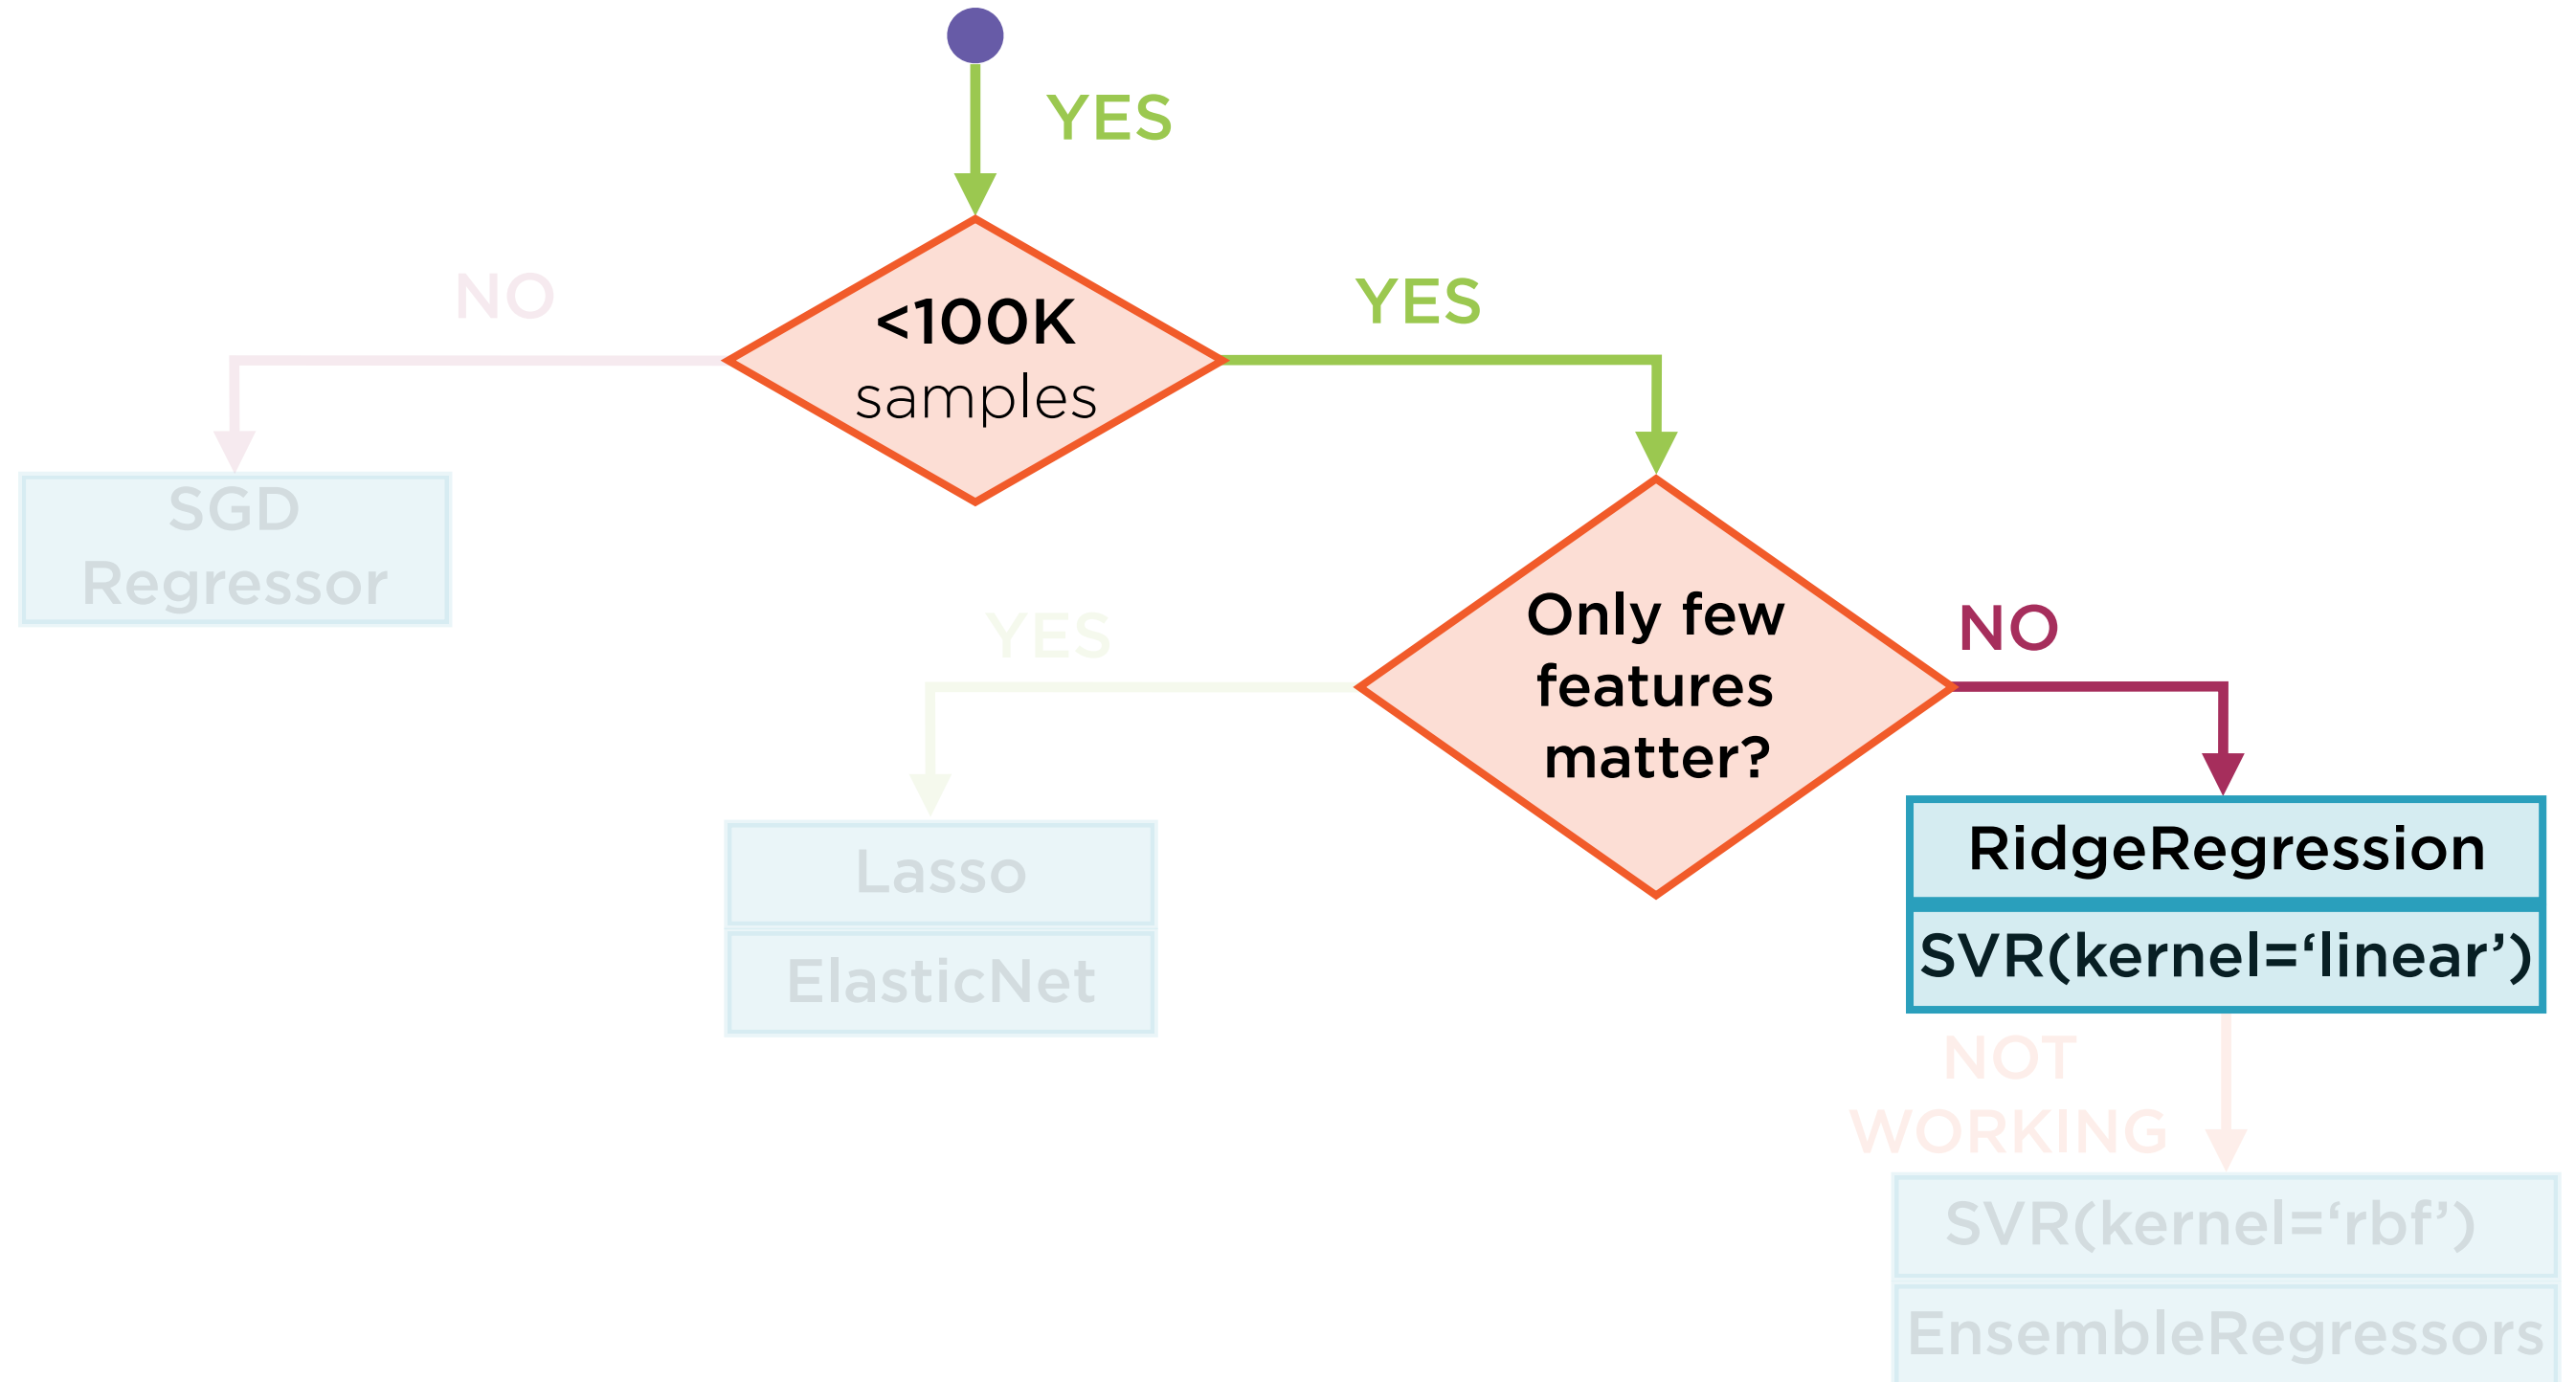 YES
NO
YES
<100K
samples
SGD
Regressor
YES
Only few
features
matter?
NO
Lasso
ElasticNet
RidgeRegression
SVR(kernel=‘linear’)
NOT
WORKING
SVR(kernel=‘rbf’)
EnsembleRegressors